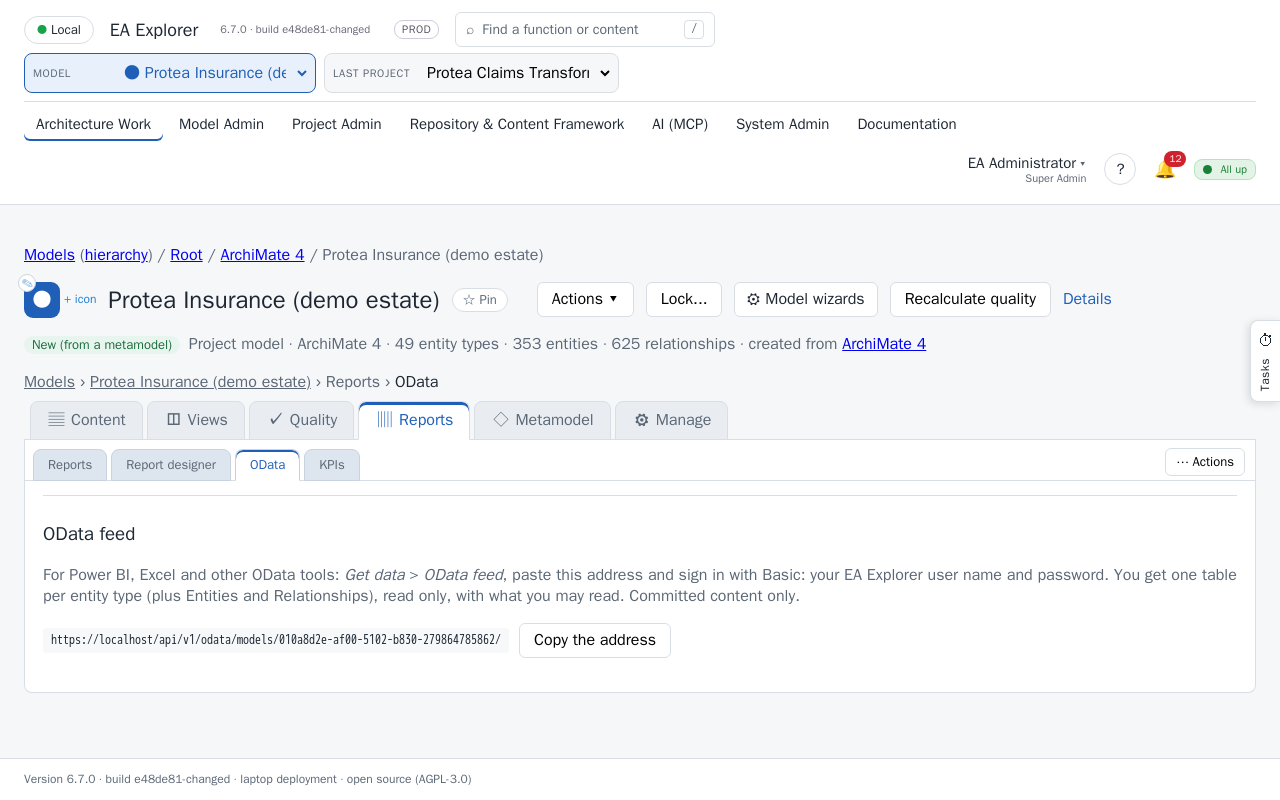 Local
EA Explorer
6.7.0 · build e48de81-changed
PROD
Find a function or content
/
MODEL
Protea Insurance (de
LAST PROJECT
Protea Claims Transfor
Architecture Work
Model Admin
Project Admin
Repository & Content Framework
AI (MCP)
System Admin
Documentation
EA Administrator
Super Admin
?
12
All up
Models (hierarchy) / Root / ArchiMate 4 / Protea Insurance (demo estate)
+ icon
Protea Insurance (demo estate)
☆ Pin
Actions ▼
Lock...
⚙ Model wizards
Recalculate quality
Details
New (from a metamodel)
Project model · ArchiMate 4 · 49 entity types · 353 entities · 625 relationships · created from ArchiMate 4
Tasks
Models › Protea Insurance (demo estate) › Reports › OData
Content
Views
Quality
Reports
Metamodel
Manage
Reports
Report designer
OData
KPIs
··· Actions
OData feed
For Power BI, Excel and other OData tools: Get data > OData feed, paste this address and sign in with Basic: your EA Explorer user name and password. You get one table
per entity type (plus Entities and Relationships), read only, with what you may read. Committed content only.
https://localhost/api/v1/odata/models/010a8d2e-af00-5102-b830-279864785862/
Copy the address
Version 6.7.0 · build e48de81-changed · laptop deployment · open source (AGPL-3.0)